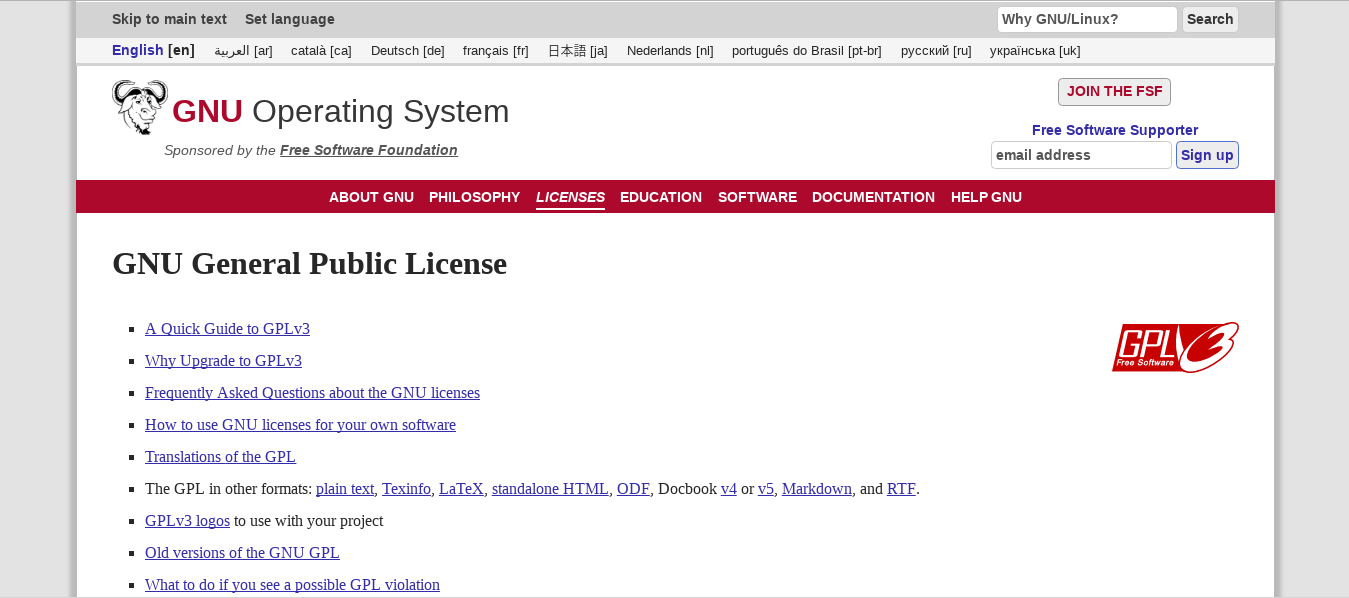 Skip to main text Set language Why GNU/Linux? Search
English [en] العربية [ar] català [ca] Deutsch [de] français [fr] 日本語 [ja] Nederlands [nl] português do Brasil [pt-br] русский [ru] українська [uk]
JOIN THE FSF
GNU Operating System
Free Software Supporter
Sponsored by the Free Software Foundation
email address Sign up
ABOUT GNU PHILOSOPHY LICENSES EDUCATION SOFTWARE DOCUMENTATION HELP GNU
GNU General Public License
A Quick Guide to GPLv3
GPLv3
Free Software
Why Upgrade to GPLv3
Frequently Asked Questions about the GNU licenses
How to use GNU licenses for your own software
Translations of the GPL
The GPL in other formats: plain text, Texinfo, LaTeX, standalone HTML, ODF, Docbook v4 or v5, Markdown, and RTF.
GPLv3 logos to use with your project
Old versions of the GNU GPL
What to do if you see a possible GPL violation